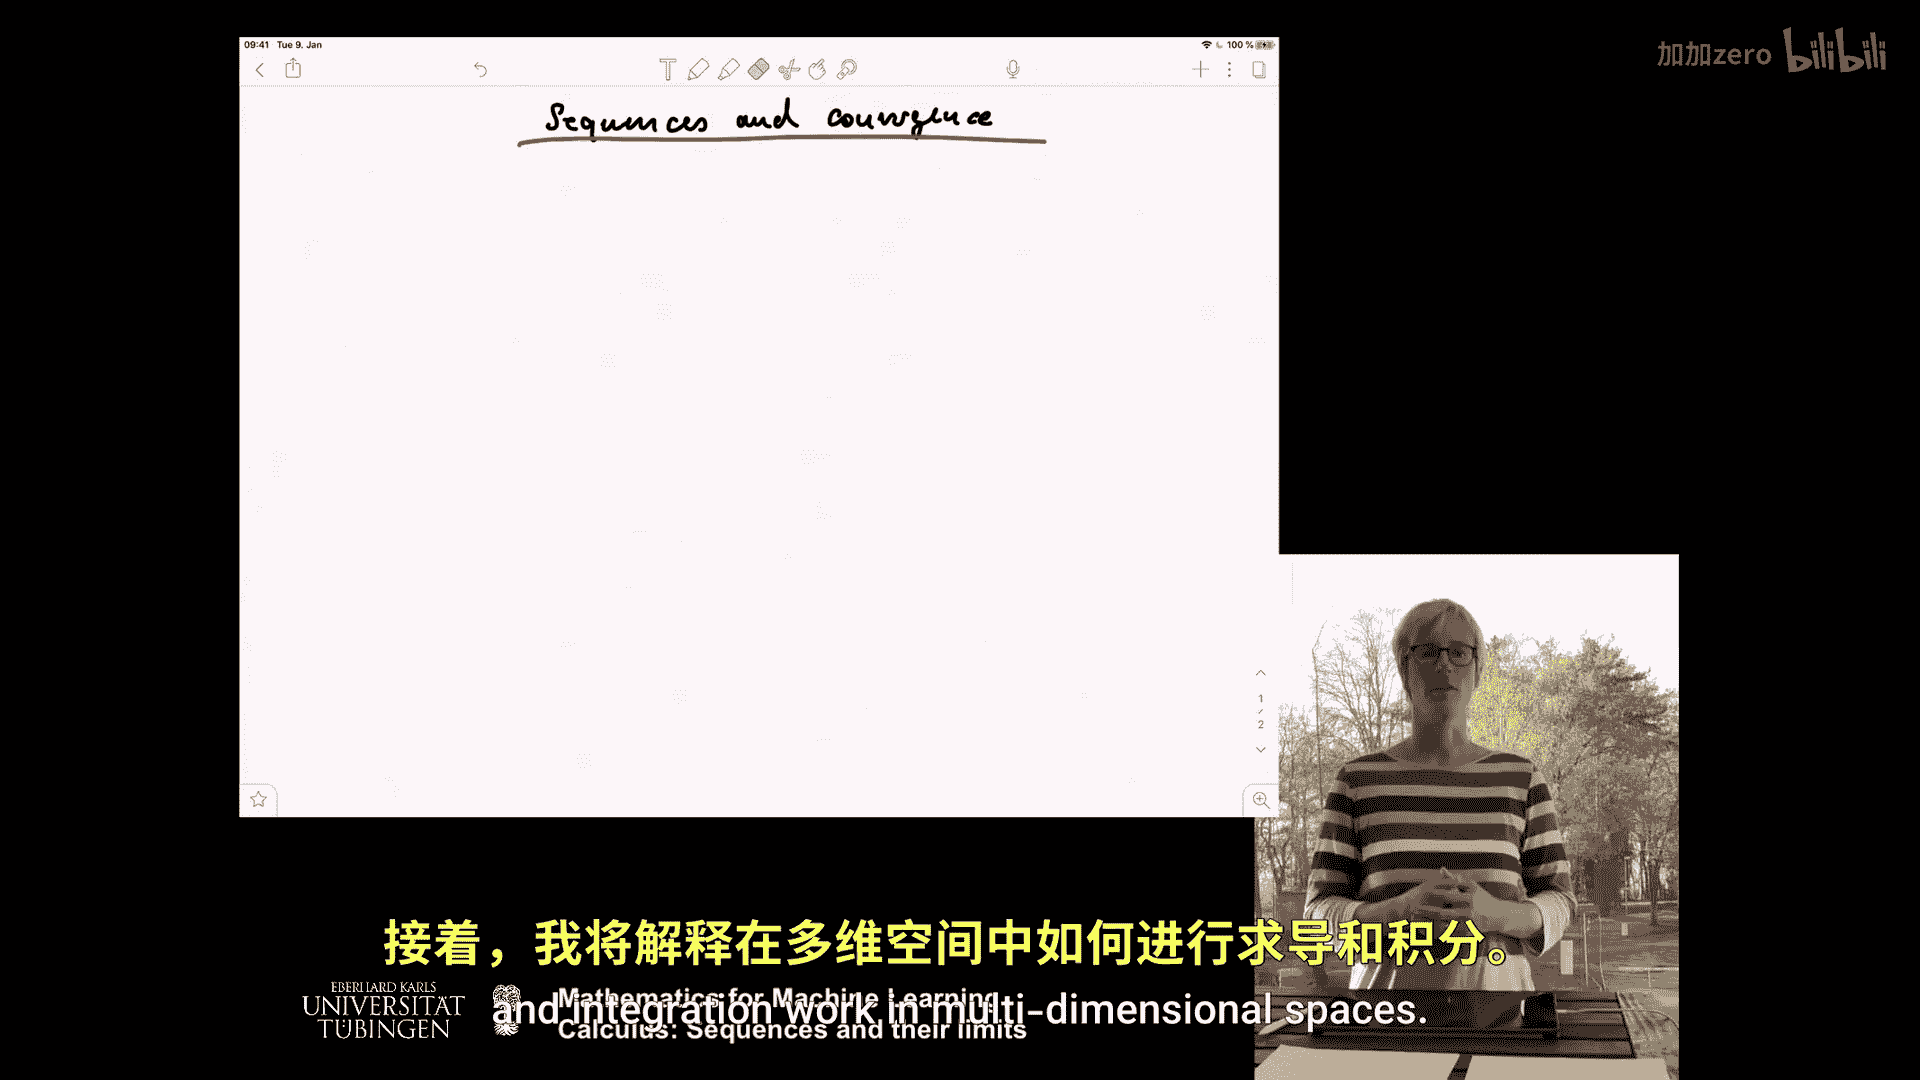 09:41 Tue 9. Jan
100 %
加加zero bilibili
T
Sequences and convergence
1
2
接着，我将解释在多维空间中如何进行求导和积分。
and integration work in multi-dimensional spaces.
EBERHARD KARLS
UNIVERSITÄT
TÜBINGEN
Mathematics for Machine Learning
Calculus: Sequences and their limits